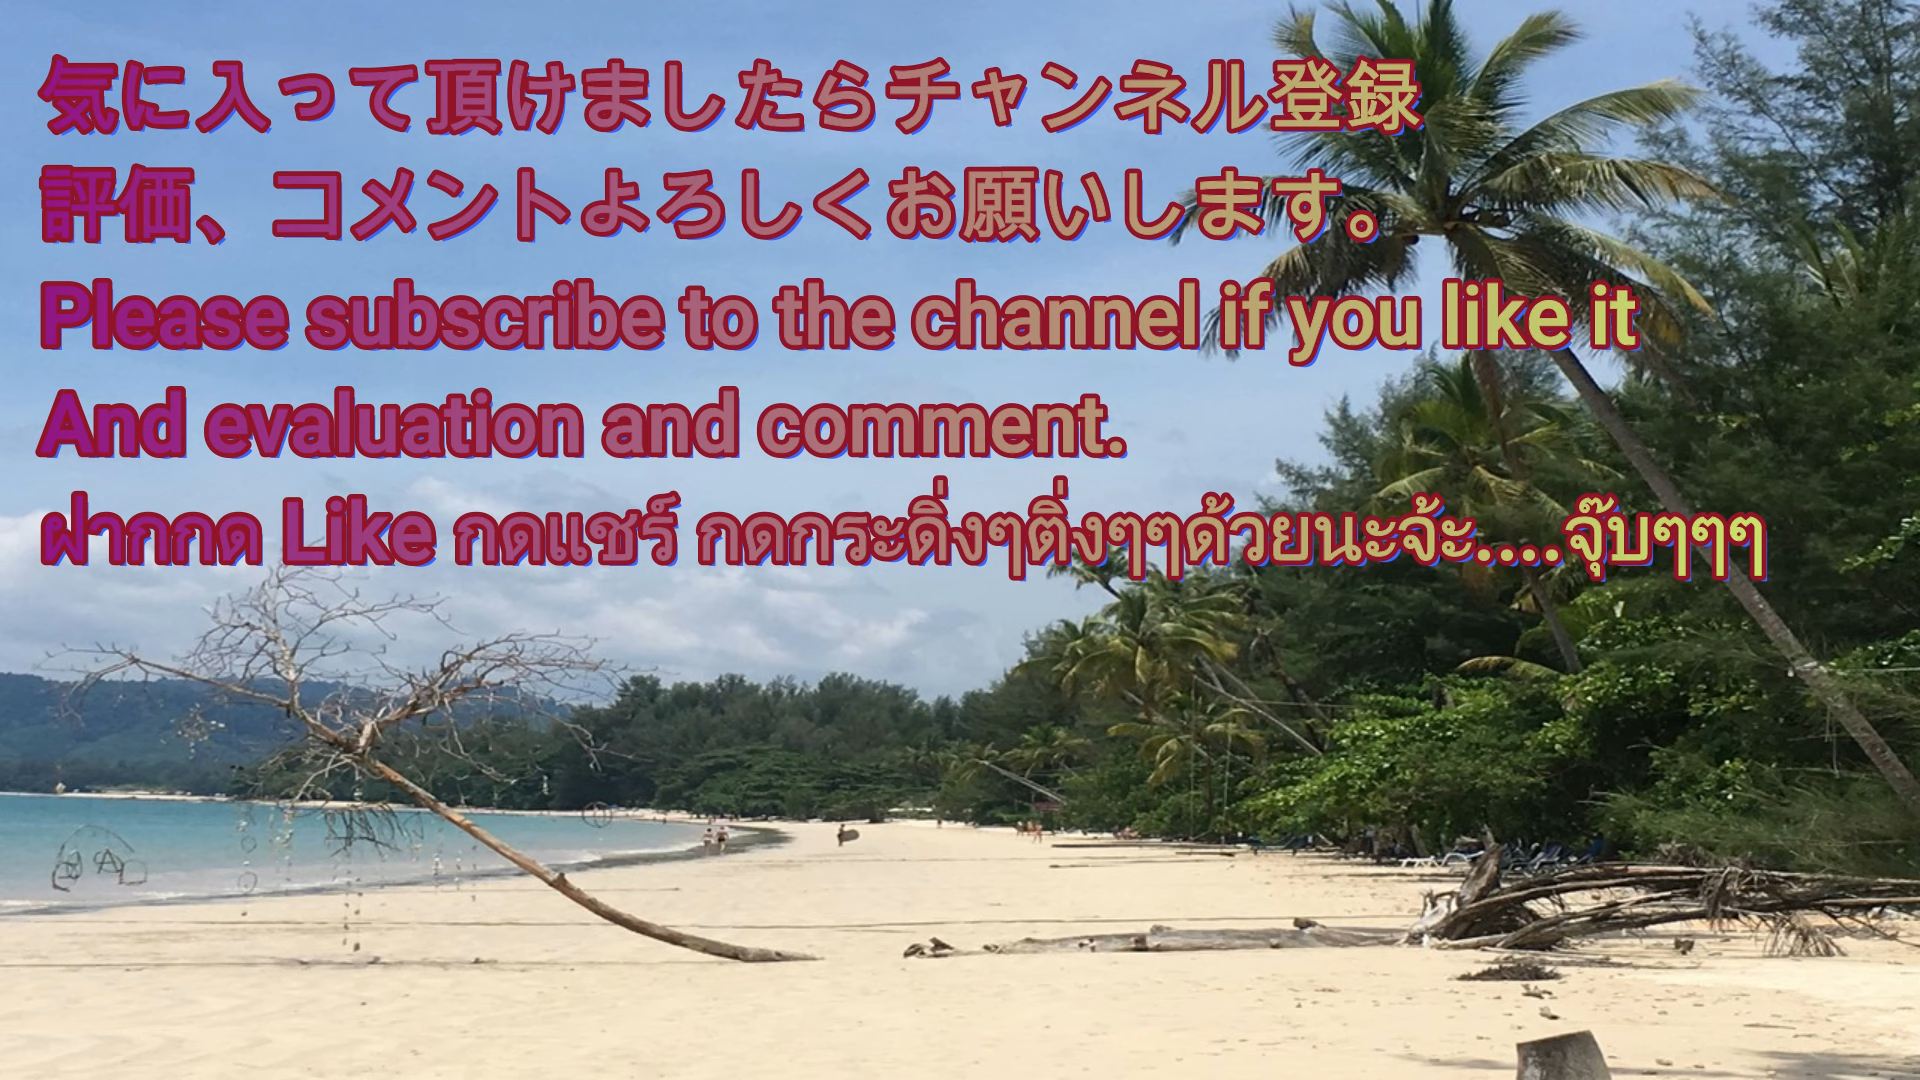 気に入って頂けましたらチャンネル登録
評価、コメントよろしくお願いします。
Please subscribe to the channel if you like it
And evaluation and comment.
ฝากกด Like กดแชร์ กดกระดิ่งๆติ่งๆๆด้วยนะจ้ะ....จุ๊บๆๆๆ